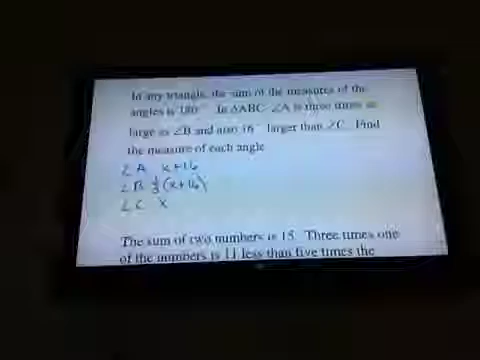 In any triangle, the sum of the measures of the
angles is 180°. In ΔABC, ∠A is three times as
large as ∠B and also 16° larger than ∠C. Find
the measure of each angle.
∠A x+16
∠B 1/3(x+16)
∠C x
The sum of two numbers is 15. Three times one
of the numbers is 11 less than five times the